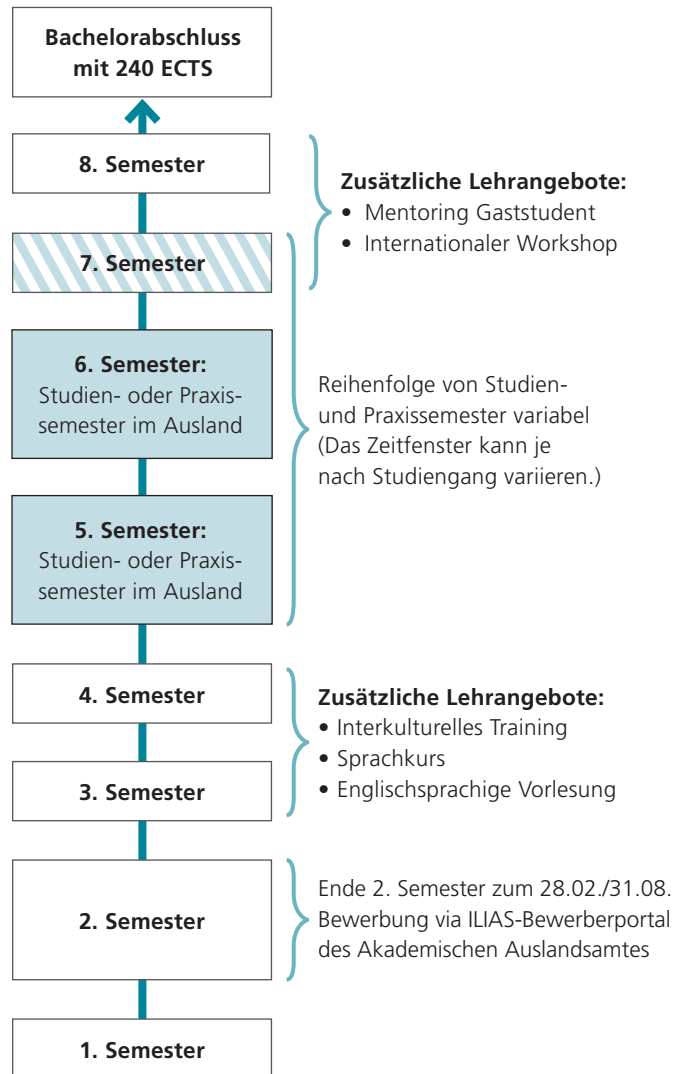 Bachelorabschluss
mit 240 ECTS
8. Semester
Zusätzliche Lehrangebote:
• Mentoring Gaststudent
• Internationaler Workshop
7. Semester
6. Semester:
Studien- oder Praxis-
semester im Ausland
Reihenfolge von Studien-
und Praxissemester variabel
(Das Zeitfenster kann je
nach Studiengang variieren.)
5. Semester:
Studien- oder Praxis-
semester im Ausland
4. Semester
Zusätzliche Lehrangebote:
• Interkulturelles Training
• Sprachkurs
• Englischsprachige Vorlesung
3. Semester
2. Semester
Ende 2. Semester zum 28.02./31.08.
Bewerbung via ILIAS-Bewerberportal
des Akademischen Auslandsamtes
1. Semester